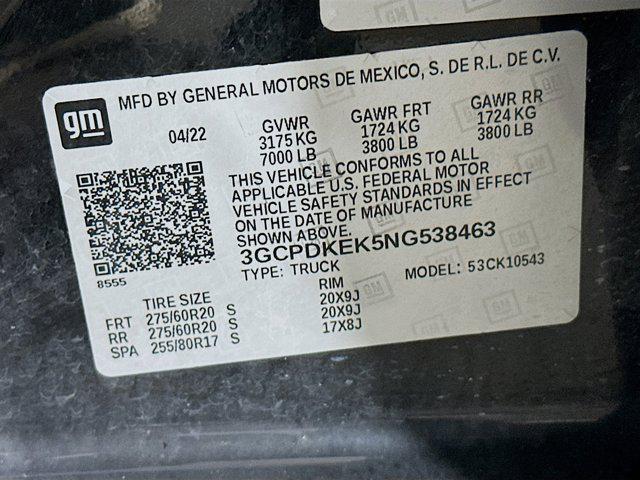 gm
MFD BY GENERAL MOTORS DE MEXICO, S. DE R.L. DE C.V.
04/22 GVWR GAWR FRT GAWR RR
3175 KG 1724 KG 1724 KG
7000 LB 3800 LB 3800 LB
THIS VEHICLE CONFORMS TO ALL
APPLICABLE U.S. FEDERAL MOTOR
VEHICLE SAFETY STANDARDS IN EFFECT
ON THE DATE OF MANUFACTURE
SHOWN ABOVE.
3GCPDKEK5NG538463
TYPE: TRUCK MODEL: 53CK10543
8555
TIRE SIZE RIM
FRT 275/60R20 S 20X9J
RR 275/60R20 S 20X9J
SPA 255/80R17 S 17X8J